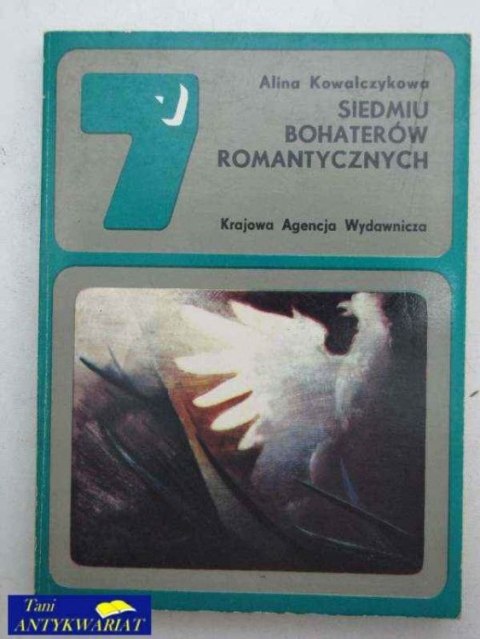 7
Alina Kowalczykowa
SIEDMIU
BOHATERÓW
ROMANTYCZNYCH
Krajowa Agencja Wydawnicza
Tani
ANTYKWARIAT